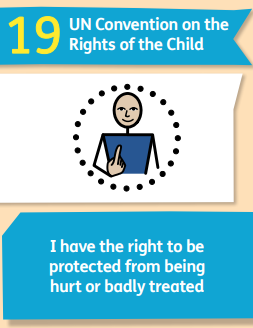 19
UN Convention on the
Rights of the Child
I have the right to be
protected from being
hurt or badly treated